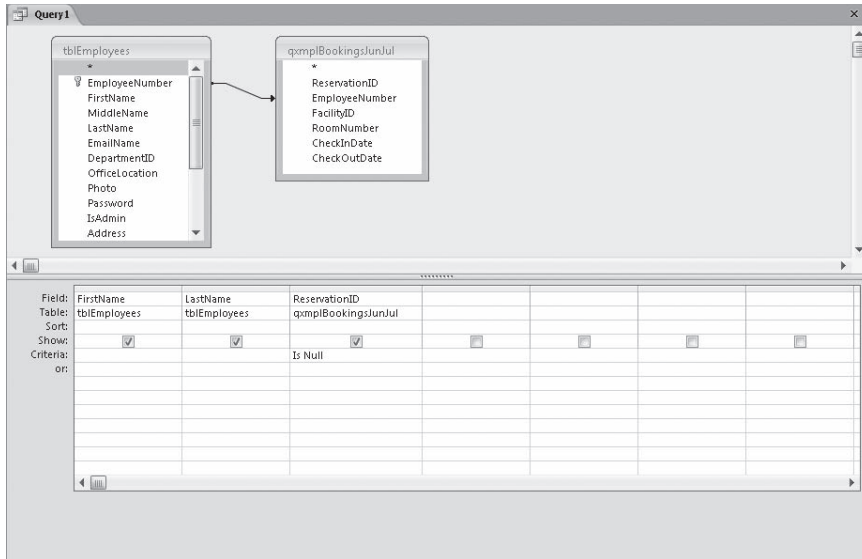 Query1
tblEmployees
*
EmployeeNumber
FirstName
MiddleName
LastName
EmailName
DepartmentID
OfficeLocation
Photo
Password
IsAdmin
Address
qxmplBookingsJunJul
*
ReservationID
EmployeeNumber
FacilityID
RoomNumber
CheckInDate
CheckOutDate
Field: FirstName LastName ReservationID
Table: tblEmployees tblEmployees qxmplBookingsJunJul
Sort:
Show:
Criteria: Is Null
or: